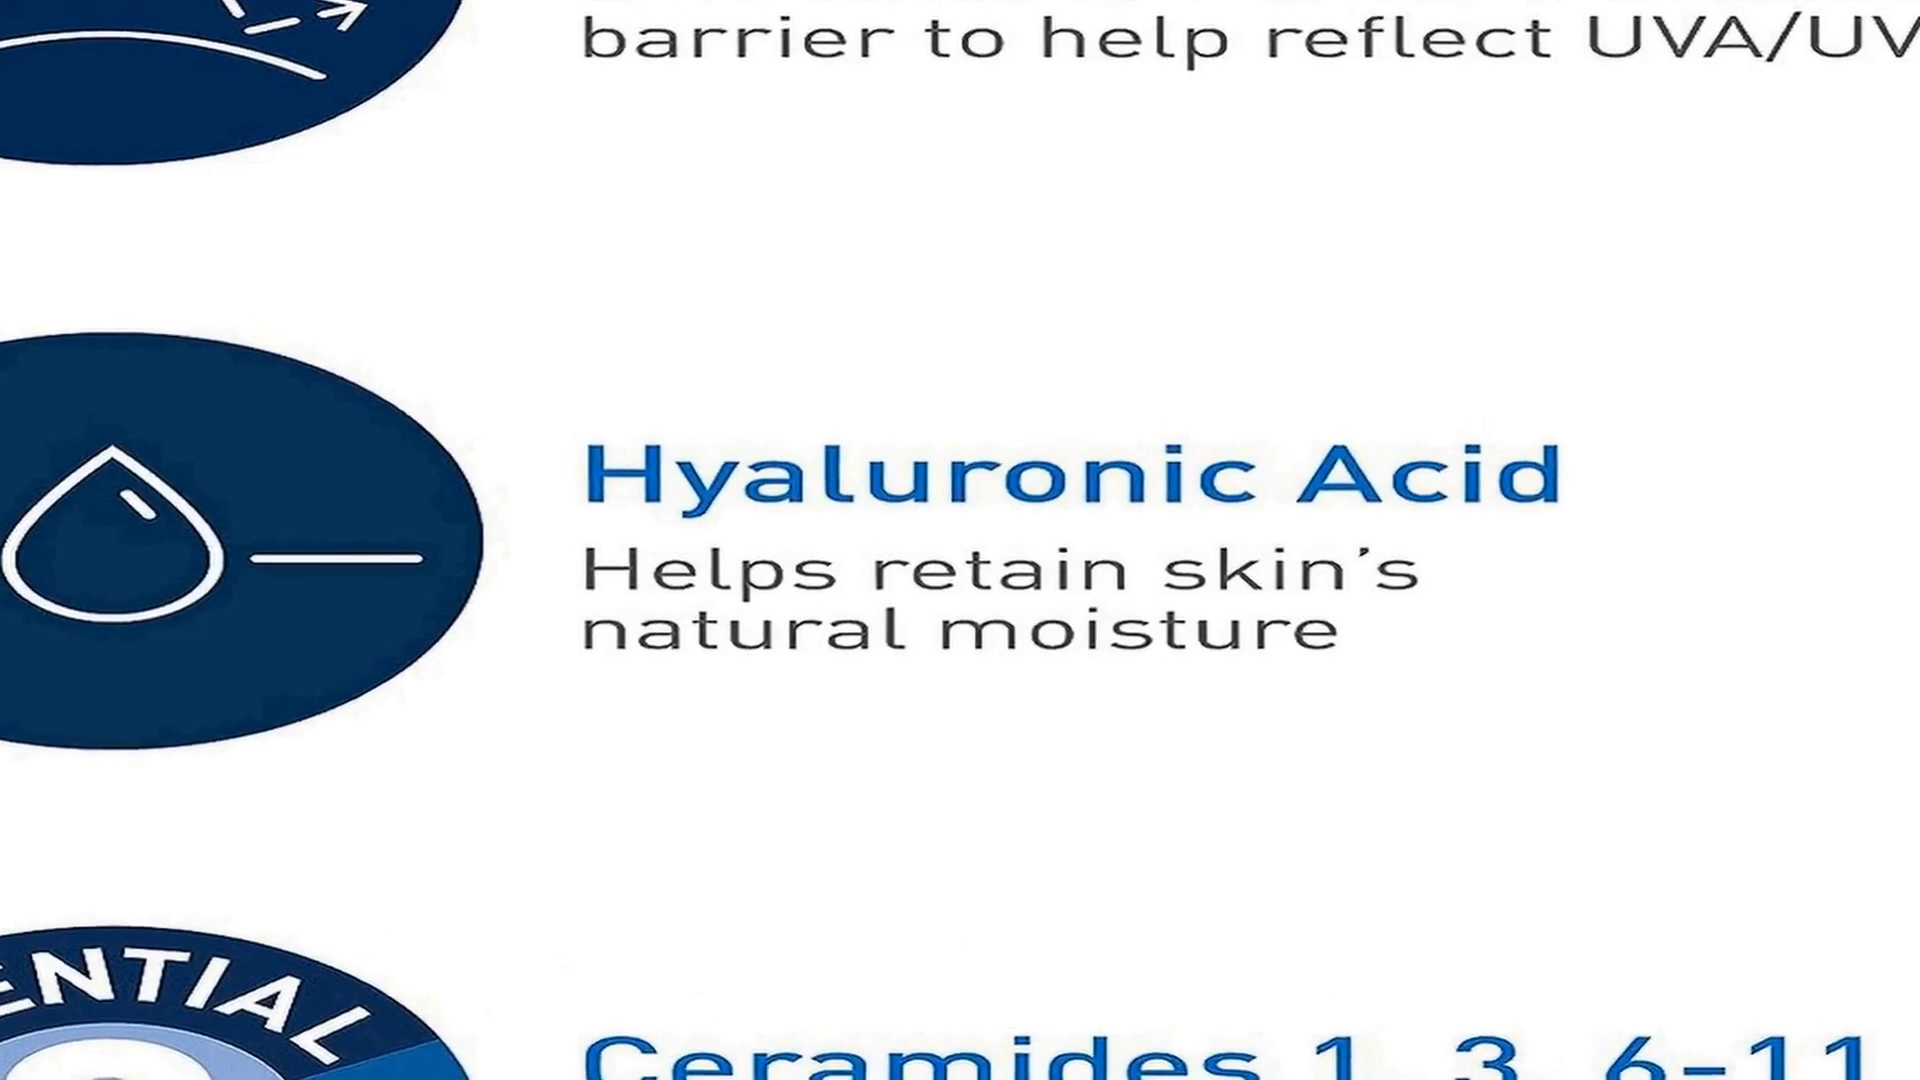 barrier to help reflect UVA/UV
Hyaluronic Acid
Helps retain skin's
natural moisture
ENTIAL
Ceramides 1, 3, 6-11